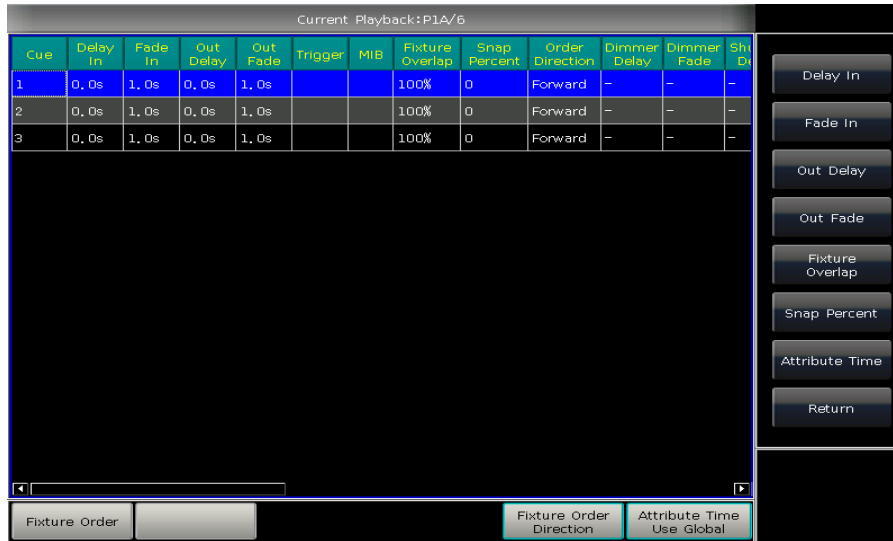 Current Playback:P1A/6
Cue Delay In Fade In Out Delay Out Fade Trigger MIB Fixture Overlap Snap Percent Order Direction Dimmer Delay Dimmer Fade
1 0.0s 1.0s 0.0s 1.0s 100% 0 Forward – – –
2 0.0s 1.0s 0.0s 1.0s 100% 0 Forward – – –
3 0.0s 1.0s 0.0s 1.0s 100% 0 Forward – – –
Delay In
Fade In
Out Delay
Out Fade
Fixture
Overlap
Snap Percent
Attribute Time
Return
Fixture Order
Fixture Order
Direction
Attribute Time
Use Global